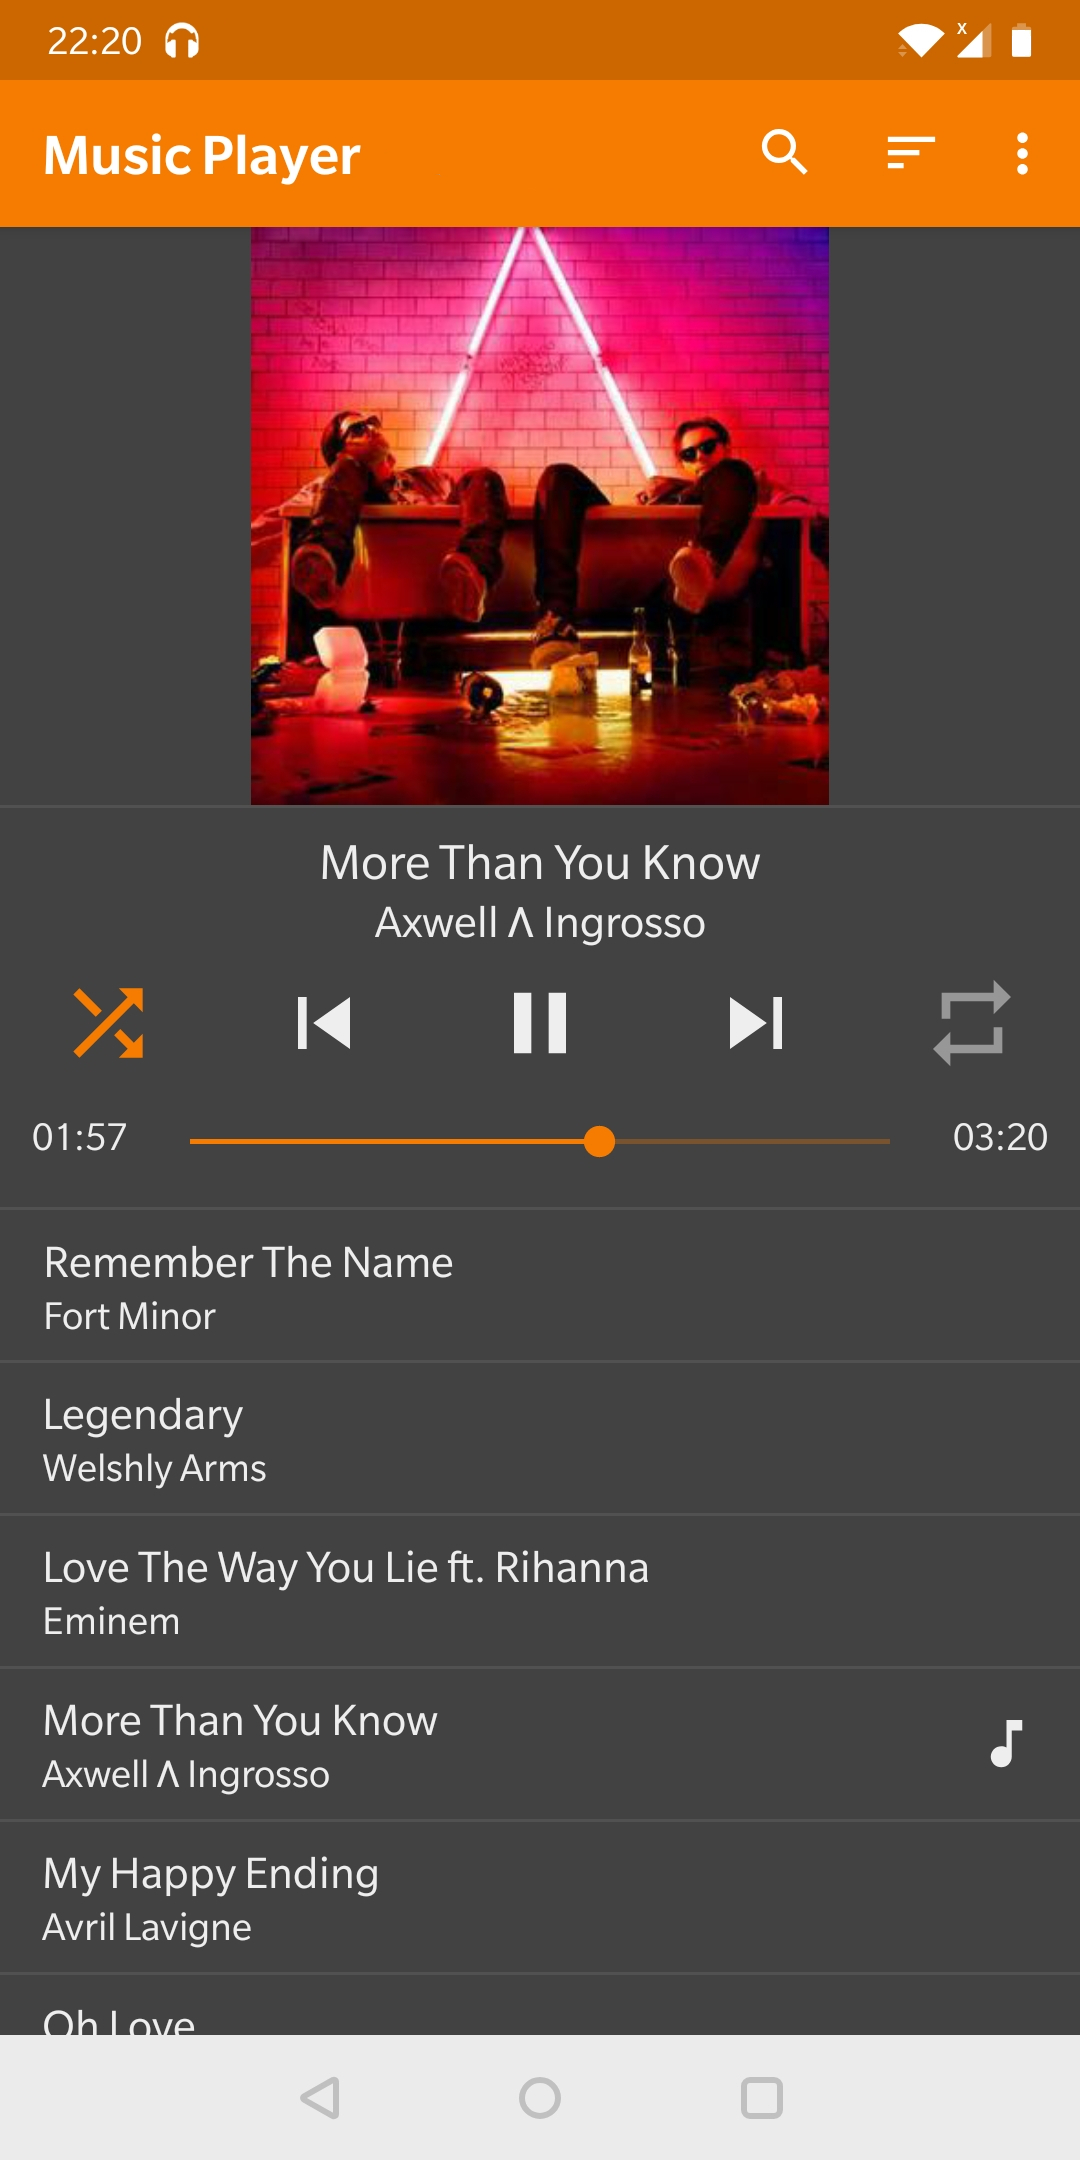 22:20
Music Player
More Than You Know
Axwell Λ Ingrosso
01:57
03:20
Remember The Name
Fort Minor
Legendary
Welshly Arms
Love The Way You Lie ft. Rihanna
Eminem
More Than You Know
Axwell Λ Ingrosso
My Happy Ending
Avril Lavigne
Oh Love